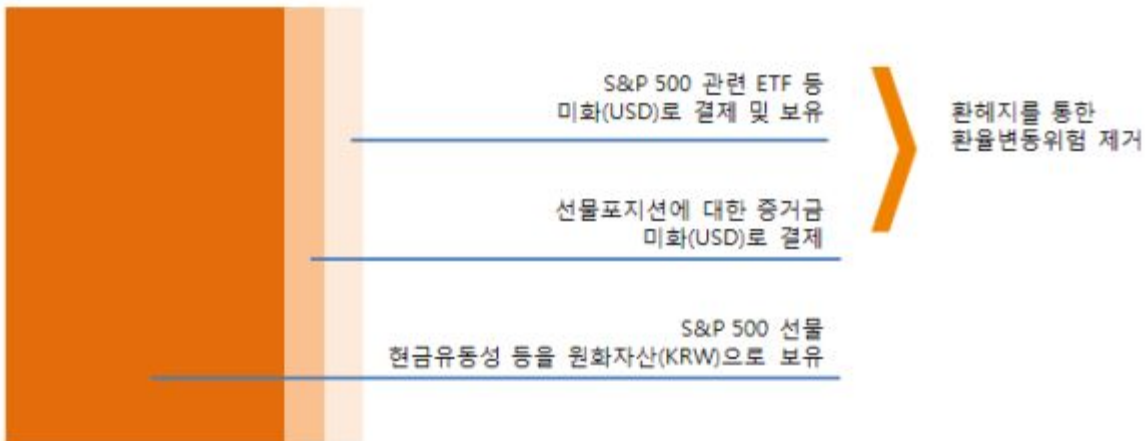 S&P 500 관련 ETF 등
미화(USD)로 결제 및 보유
환헤지를 통한
환율변동위험 제거
선물포지션에 대한 증거금
미화(USD)로 결제
S&P 500 선물
현금유동성 등을 원화자산(KRW)으로 보유